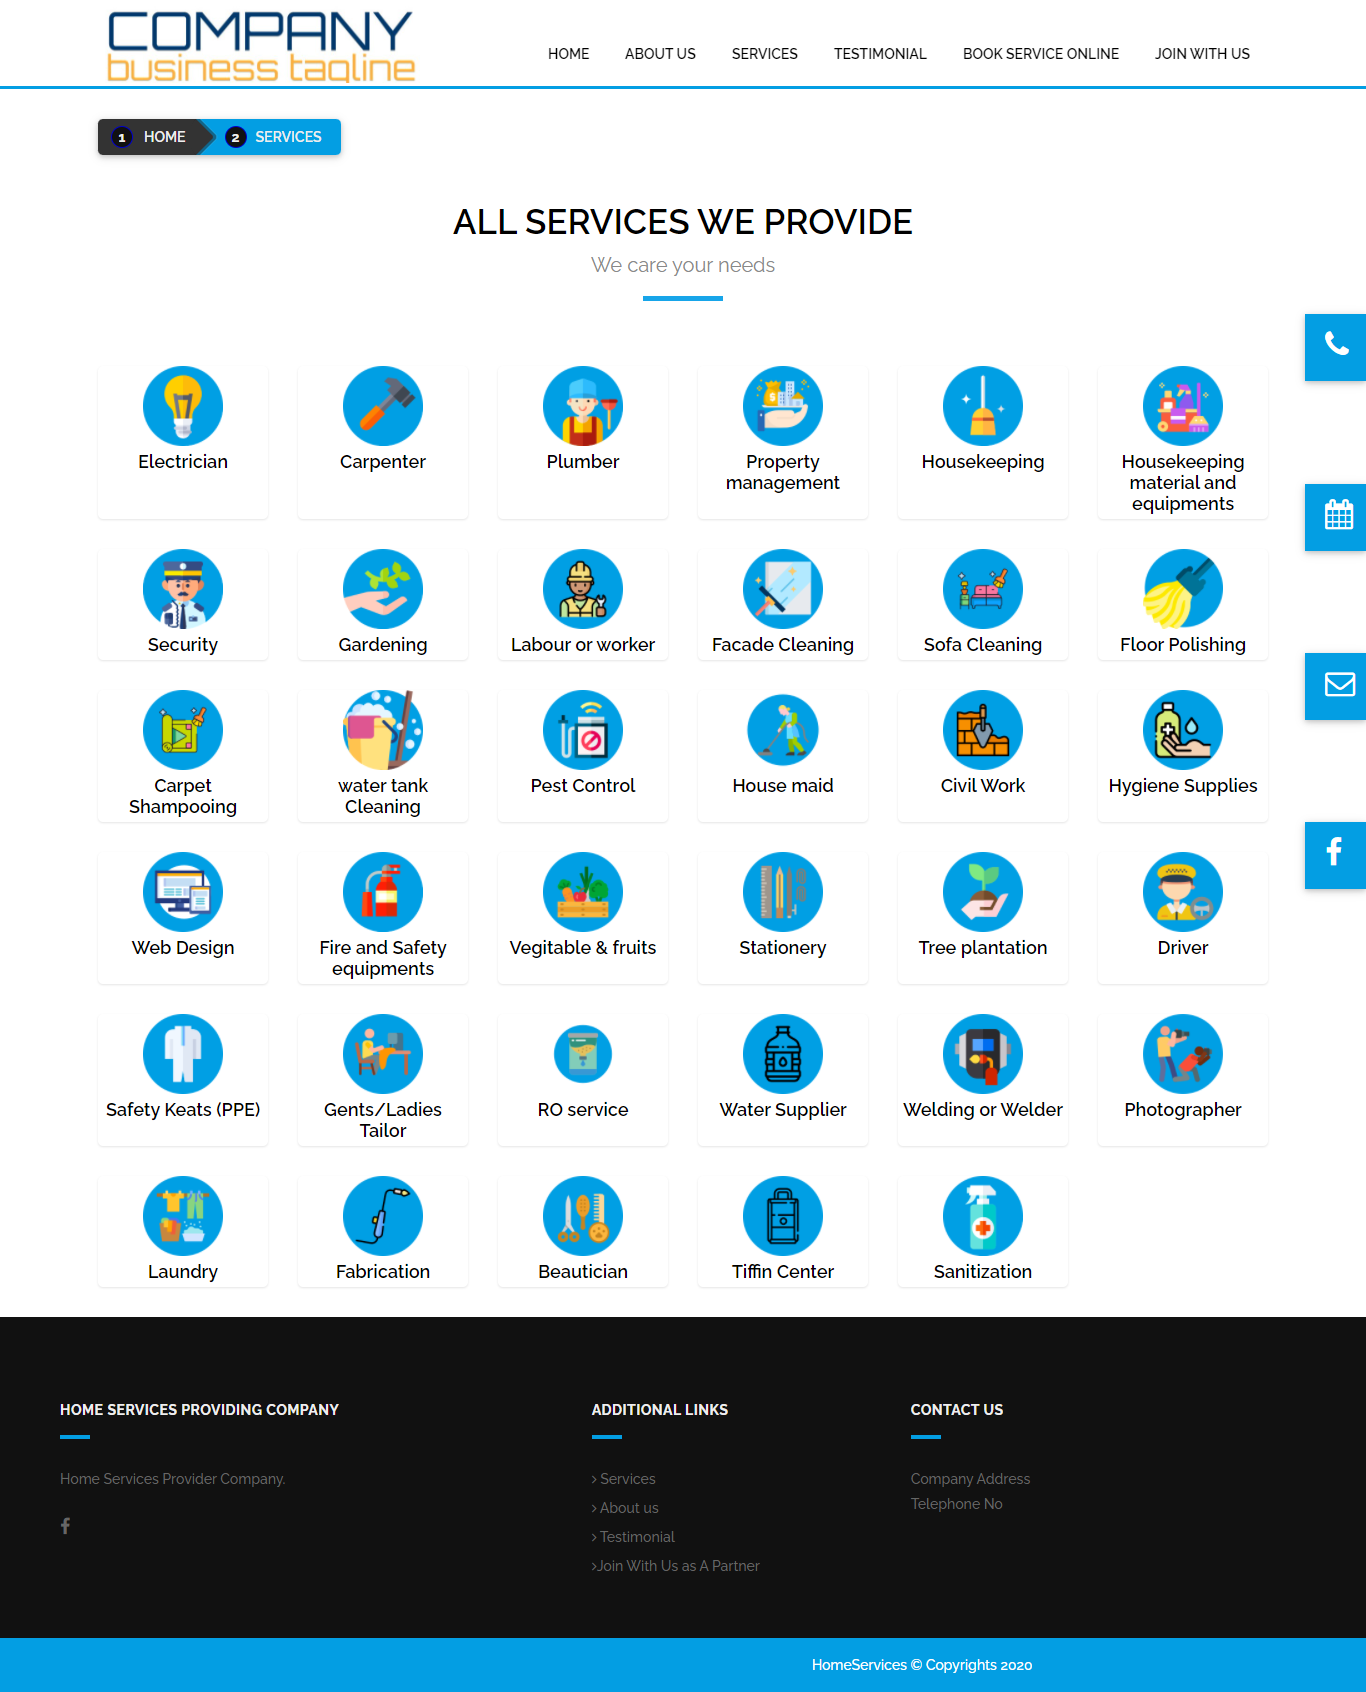 COMPANY
business tagline
HOME ABOUT US SERVICES TESTIMONIAL BOOK SERVICE ONLINE JOIN WITH US
1 HOME 2 SERVICES
ALL SERVICES WE PROVIDE
We care your needs
Electrician
Carpenter
Plumber
Property
management
Housekeeping
Housekeeping
material and
equipments
Security
Gardening
Labour or worker
Facade Cleaning
Sofa Cleaning
Floor Polishing
Carpet
Shampooing
water tank
Cleaning
Pest Control
House maid
Civil Work
Hygiene Supplies
Web Design
Fire and Safety
equipments
Vegitable & fruits
Stationery
Tree plantation
Driver
Safety Keats (PPE)
Gents/Ladies
Tailor
RO service
Water Supplier
Welding or Welder
Photographer
Laundry
Fabrication
Beautician
Tiffin Center
Sanitization
HOME SERVICES PROVIDING COMPANY
Home Services Provider Company.
ADDITIONAL LINKS
> Services
> About us
> Testimonial
>Join With Us as A Partner
CONTACT US
Company Address
Telephone No
HomeServices © Copyrights 2020